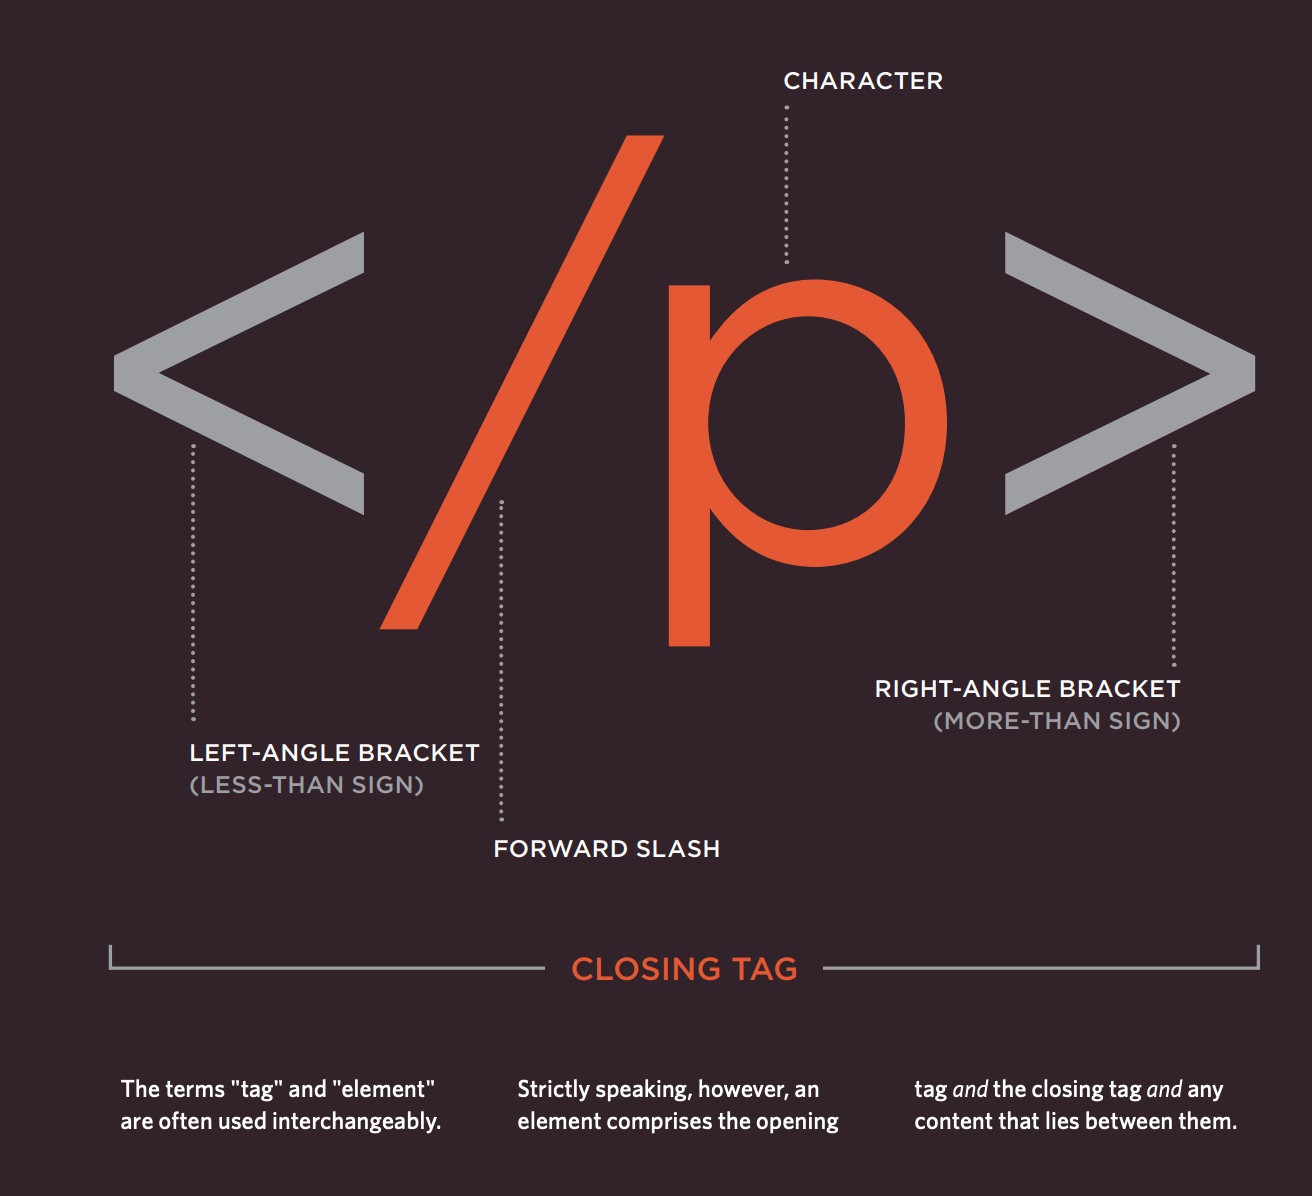 CHARACTER
</p>
RIGHT-ANGLE BRACKET
(MORE-THAN SIGN)
LEFT-ANGLE BRACKET
(LESS-THAN SIGN)
FORWARD SLASH
CLOSING TAG
The terms "tag" and "element"
are often used interchangeably.
Strictly speaking, however, an
element comprises the opening
tag and the closing tag and any
content that lies between them.